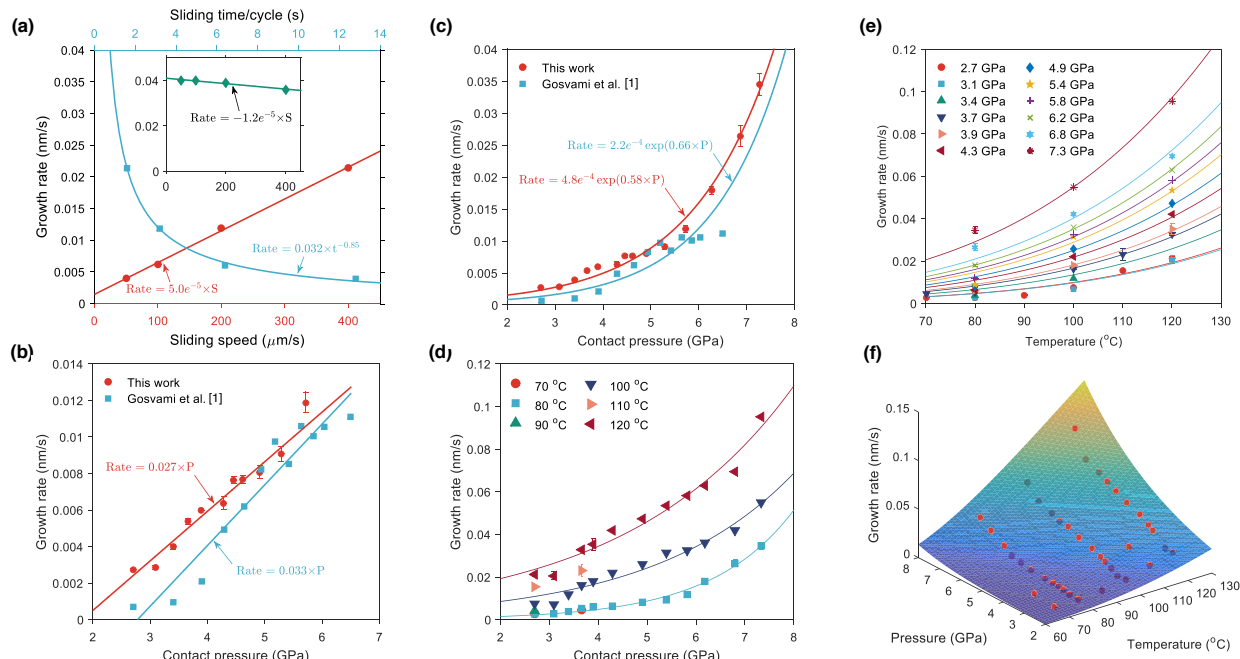 (a)
Sliding time/cycle (s)
0 2 4 6 8 10 12 14
0.04
0.035
0.03
0.025
0.02
0.015
0.01
0.005
0
Growth rate (nm/s)
0.04
0.02
0
0 200 400
Rate = −1.2e⁻⁵×S
Rate = 0.032×t⁻⁰·⁸⁵
Rate = 5.0e⁻⁵×S
0 100 200 300 400
Sliding speed (μm/s)
(b)
0.014
0.012
0.01
0.008
0.006
0.004
0.002
0
Growth rate (nm/s)
This work
Gosvami et al. [1]
Rate = 0.027×P
Rate = 0.033×P
2 3 4 5 6 7
Contact pressure (GPa)
(c)
0.04
0.035
0.03
0.025
0.02
0.015
0.01
0.005
0
Growth rate (nm/s)
This work
Gosvami et al. [1]
Rate = 2.2e⁻⁴ exp(0.66×P)
Rate = 4.8e⁻⁴ exp(0.58×P)
2 3 4 5 6 7 8
Contact pressure (GPa)
(d)
0.12
0.1
0.08
0.06
0.04
0.02
0
Growth rate (nm/s)
70 °C 100 °C
80 °C 110 °C
90 °C 120 °C
2 3 4 5 6 7 8
Contact pressure (GPa)
(e)
0.12
0.1
0.08
0.06
0.04
0.02
0
Growth rate (nm/s)
2.7 GPa 4.9 GPa
3.1 GPa 5.4 GPa
3.4 GPa 5.8 GPa
3.7 GPa 6.2 GPa
3.9 GPa 6.8 GPa
4.3 GPa 7.3 GPa
70 80 90 100 110 120 130
Temperature (°C)
(f)
0.15
0.1
0.05
0
Growth rate (nm/s)
8 7 6 5 4 3 2
Pressure (GPa)
60 70 80 90 100 110 120 130
Temperature (°C)